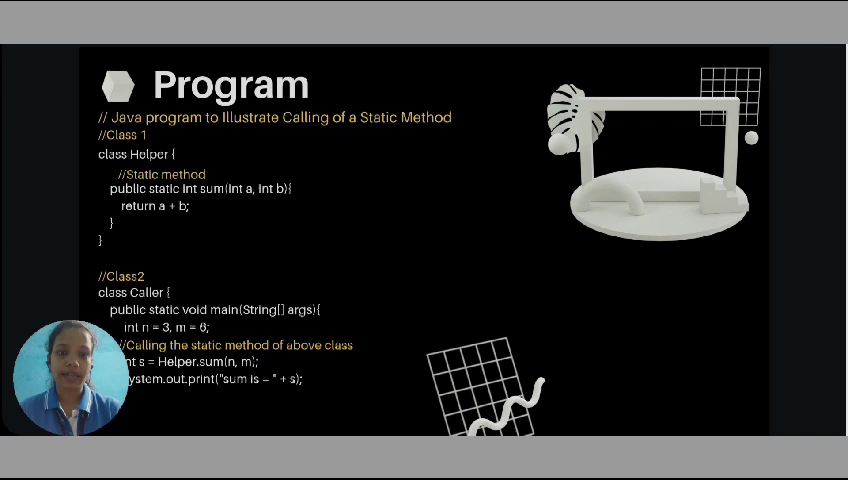 Program
// Java program to Illustrate Calling of a Static Method
//Class 1
class Helper {
//Static method
public static int sum(int a, int b){
return a + b;
}
}
//Class2
class Caller {
public static void main(String[] args){
int n = 3, m = 6;
//Calling the static method of above class
nt s = Helper.sum(n, m);
ystem.out.print("sum is = " + s);